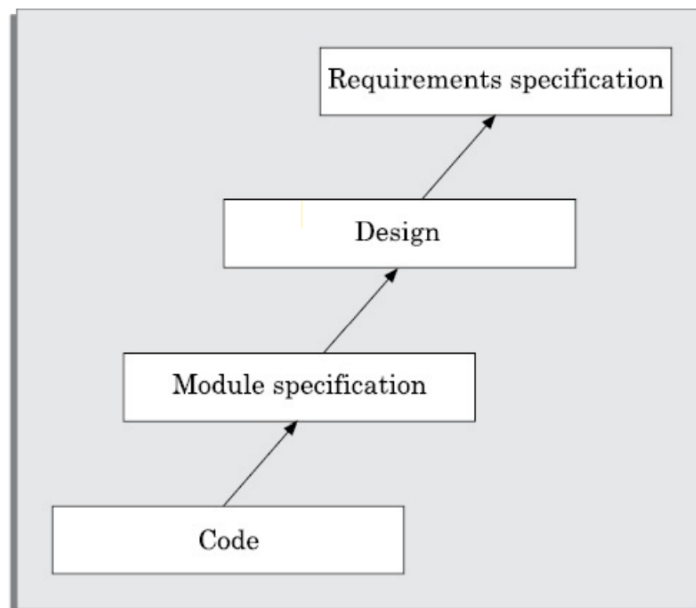 Requirements specification
Design
Module specification
Code